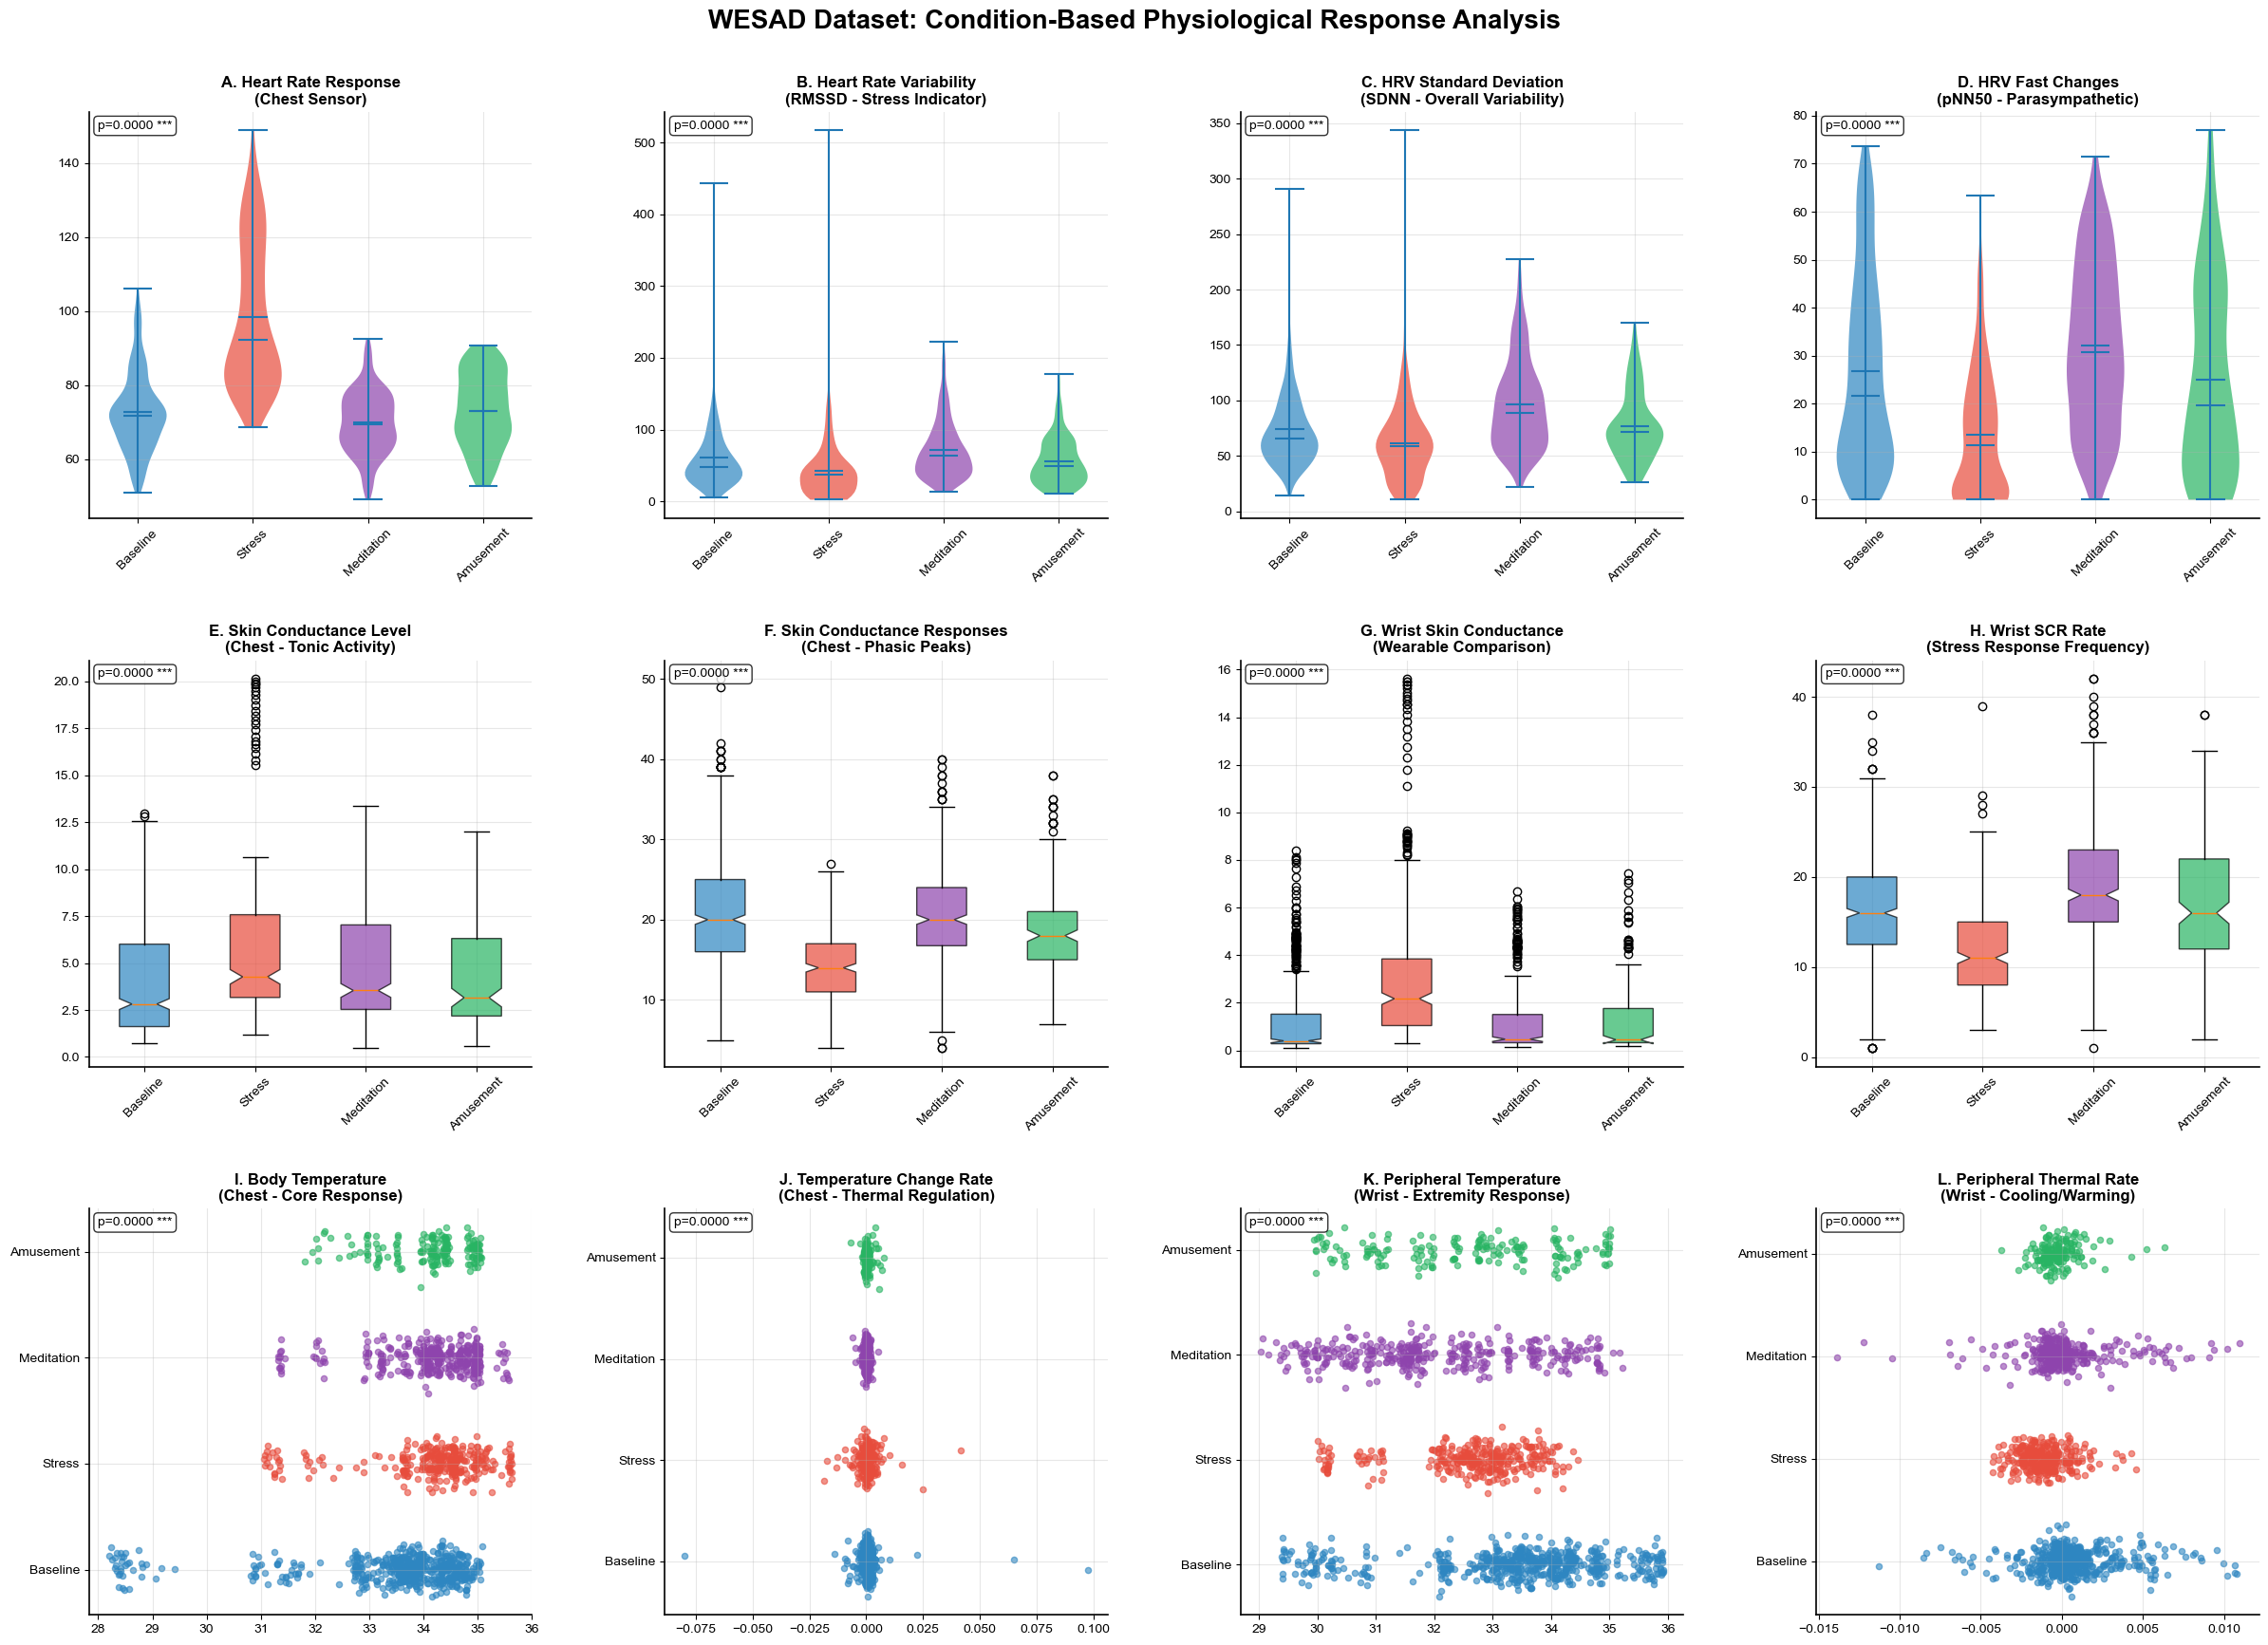 WESAD Dataset: Condition-Based Physiological Response Analysis
A. Heart Rate Response
(Chest Sensor)
p=0.0000 ***
140
120
100
80
60
Baseline
Stress
Meditation
Amusement
B. Heart Rate Variability
(RMSSD - Stress Indicator)
p=0.0000 ***
500
400
300
200
100
0
Baseline
Stress
Meditation
Amusement
C. HRV Standard Deviation
(SDNN - Overall Variability)
p=0.0000 ***
350
300
250
200
150
100
50
0
Baseline
Stress
Meditation
Amusement
D. HRV Fast Changes
(pNN50 - Parasympathetic)
p=0.0000 ***
80
70
60
50
40
30
20
10
0
Baseline
Stress
Meditation
Amusement
E. Skin Conductance Level
(Chest - Tonic Activity)
p=0.0000 ***
20.0
17.5
15.0
12.5
10.0
7.5
5.0
2.5
0.0
Baseline
Stress
Meditation
Amusement
F. Skin Conductance Responses
(Chest - Phasic Peaks)
p=0.0000 ***
50
40
30
20
10
Baseline
Stress
Meditation
Amusement
G. Wrist Skin Conductance
(Wearable Comparison)
p=0.0000 ***
16
14
12
10
8
6
4
2
0
Baseline
Stress
Meditation
Amusement
H. Wrist SCR Rate
(Stress Response Frequency)
p=0.0000 ***
40
30
20
10
0
Baseline
Stress
Meditation
Amusement
I. Body Temperature
(Chest - Core Response)
p=0.0000 ***
Amusement
Meditation
Stress
Baseline
28 29 30 31 32 33 34 35 36
J. Temperature Change Rate
(Chest - Thermal Regulation)
p=0.0000 ***
Amusement
Meditation
Stress
Baseline
−0.075 −0.050 −0.025 0.000 0.025 0.050 0.075 0.100
K. Peripheral Temperature
(Wrist - Extremity Response)
p=0.0000 ***
Amusement
Meditation
Stress
Baseline
29 30 31 32 33 34 35 36
L. Peripheral Thermal Rate
(Wrist - Cooling/Warming)
p=0.0000 ***
Amusement
Meditation
Stress
Baseline
−0.015 −0.010 −0.005 0.000 0.005 0.010